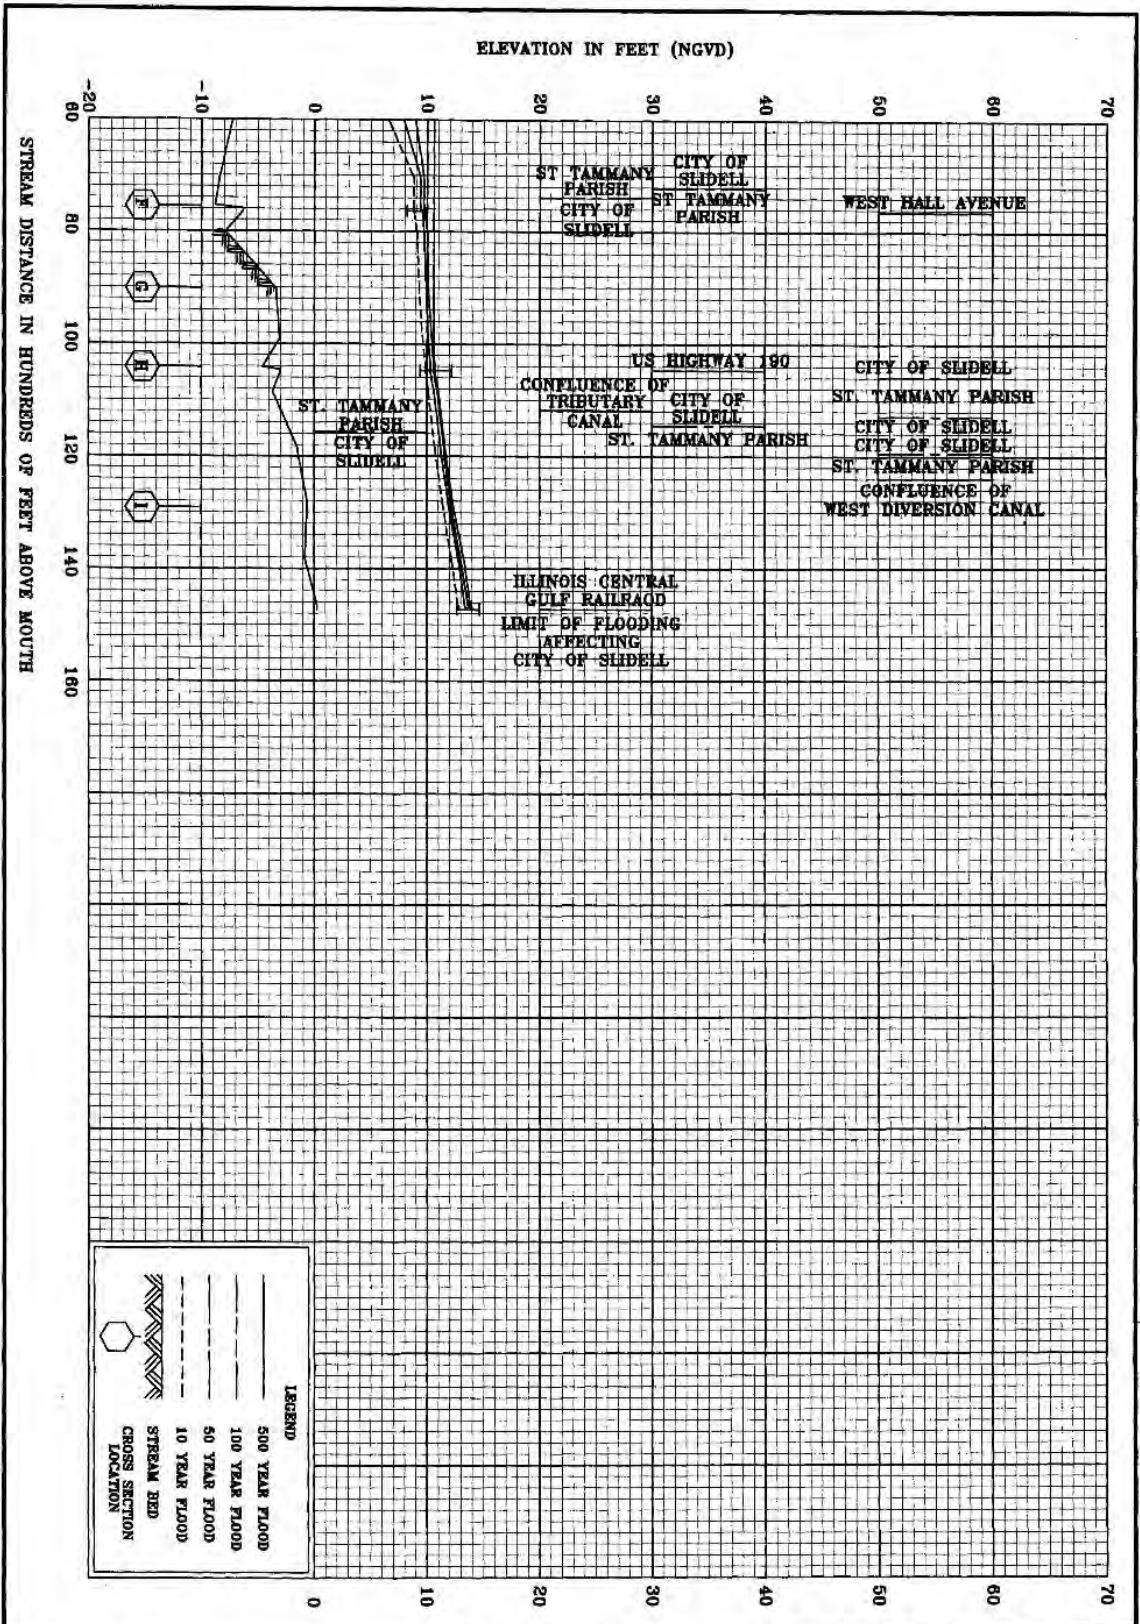 ELEVATION IN FEET (NGVD)
-20
-10
0
10
20
30
40
50
60
70
60
80
100
120
140
160
STREAM DISTANCE IN HUNDREDS OF FEET ABOVE MOUTH
F
G
H
I
ST TAMMANY
PARISH
CITY OF
SLIDELL
CITY OF
SLIDELL
ST TAMMANY
PARISH
WEST HALL AVENUE
US HIGHWAY 190
CONFLUENCE OF
TRIBUTARY
CANAL
CITY OF
SLIDELL
ST. TAMMANY PARISH
CITY OF SLIDELL
ST. TAMMANY PARISH
CITY OF SLIDELL
CITY OF SLIDELL
ST. TAMMANY PARISH
CONFLUENCE OF
WEST DIVERSION CANAL
ST. TAMMANY
PARISH
CITY OF
SLIDELL
ILLINOIS CENTRAL
GULF RAILRAOD
LIMIT OF FLOODING
AFFECTING
CITY OF SLIDELL
LEGEND
500 YEAR FLOOD
100 YEAR FLOOD
50 YEAR FLOOD
10 YEAR FLOOD
STREAM BED
CROSS SECTION
LOCATION
0
10
20
30
40
50
60
70